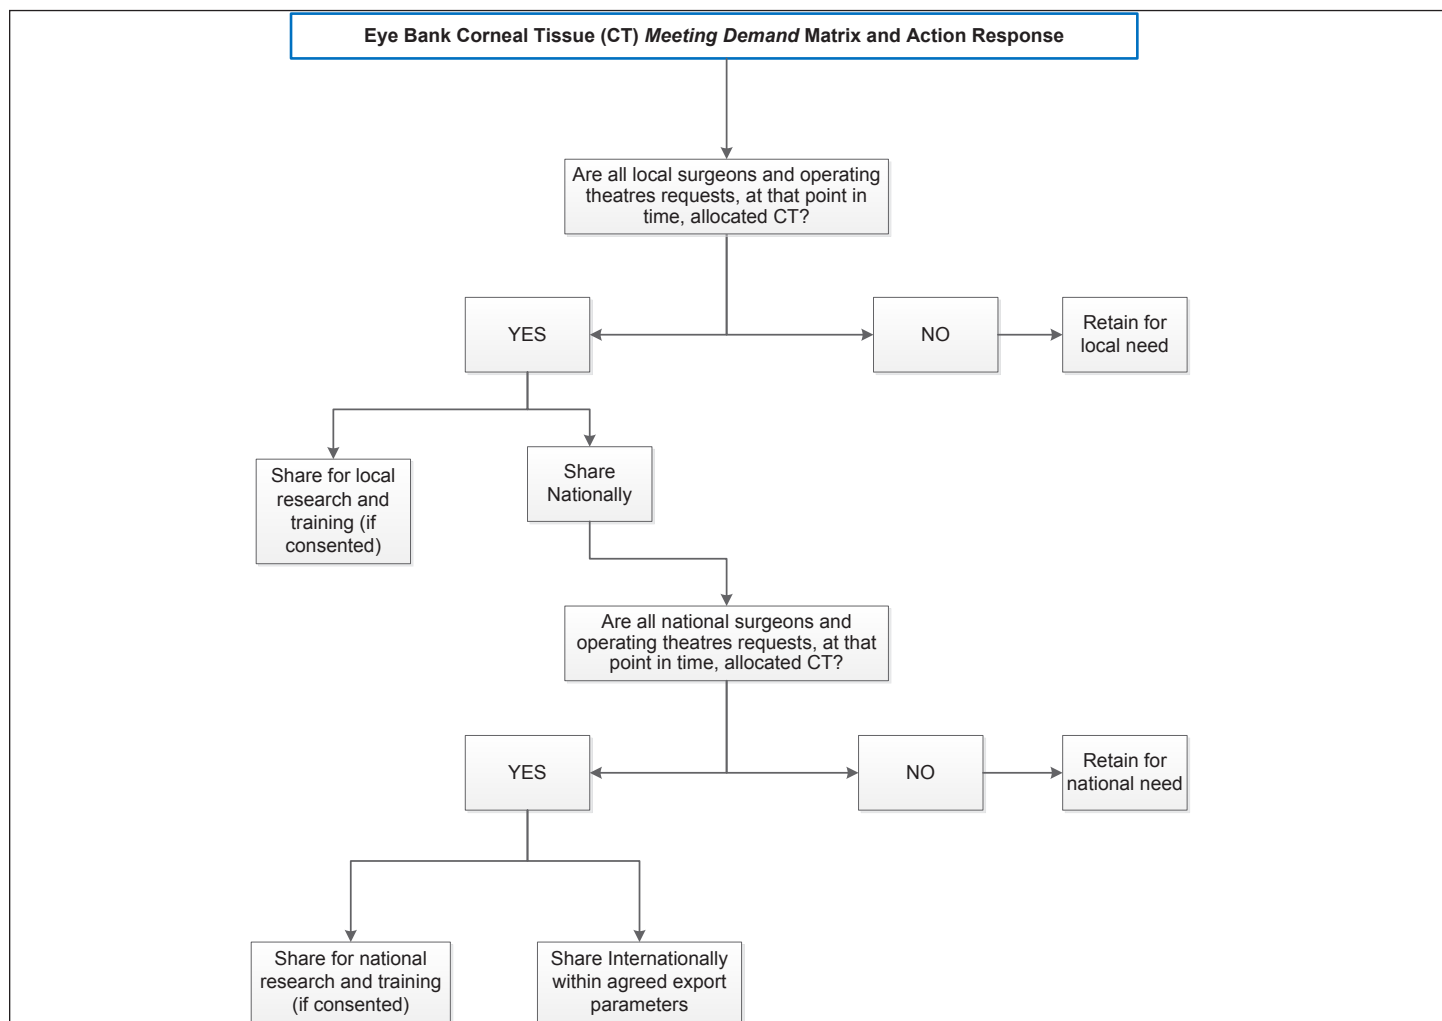 Eye Bank Corneal Tissue (CT) Meeting Demand Matrix and Action Response
Are all local surgeons and operating
theatres requests, at that point in
time, allocated CT?
YES
NO
Retain for
local need
Share for local
research and
training (if
consented)
Share
Nationally
Are all national surgeons and
operating theatres requests, at that
point in time, allocated CT?
YES
NO
Retain for
national need
Share for national
research and training
(if consented)
Share Internationally
within agreed export
parameters